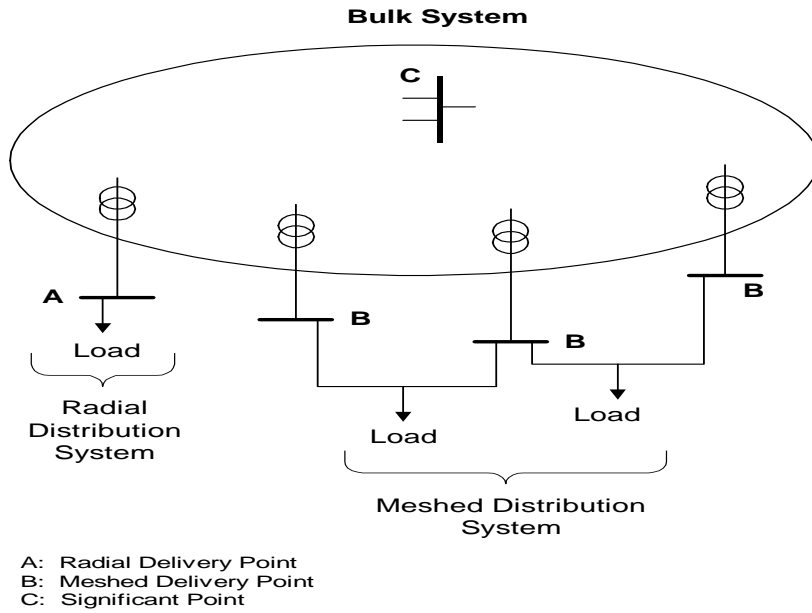 Bulk System
C
A
B
B
B
Load
Load
Load
Radial
Distribution
System
Meshed Distribution
System
A: Radial Delivery Point
B: Meshed Delivery Point
C: Significant Point